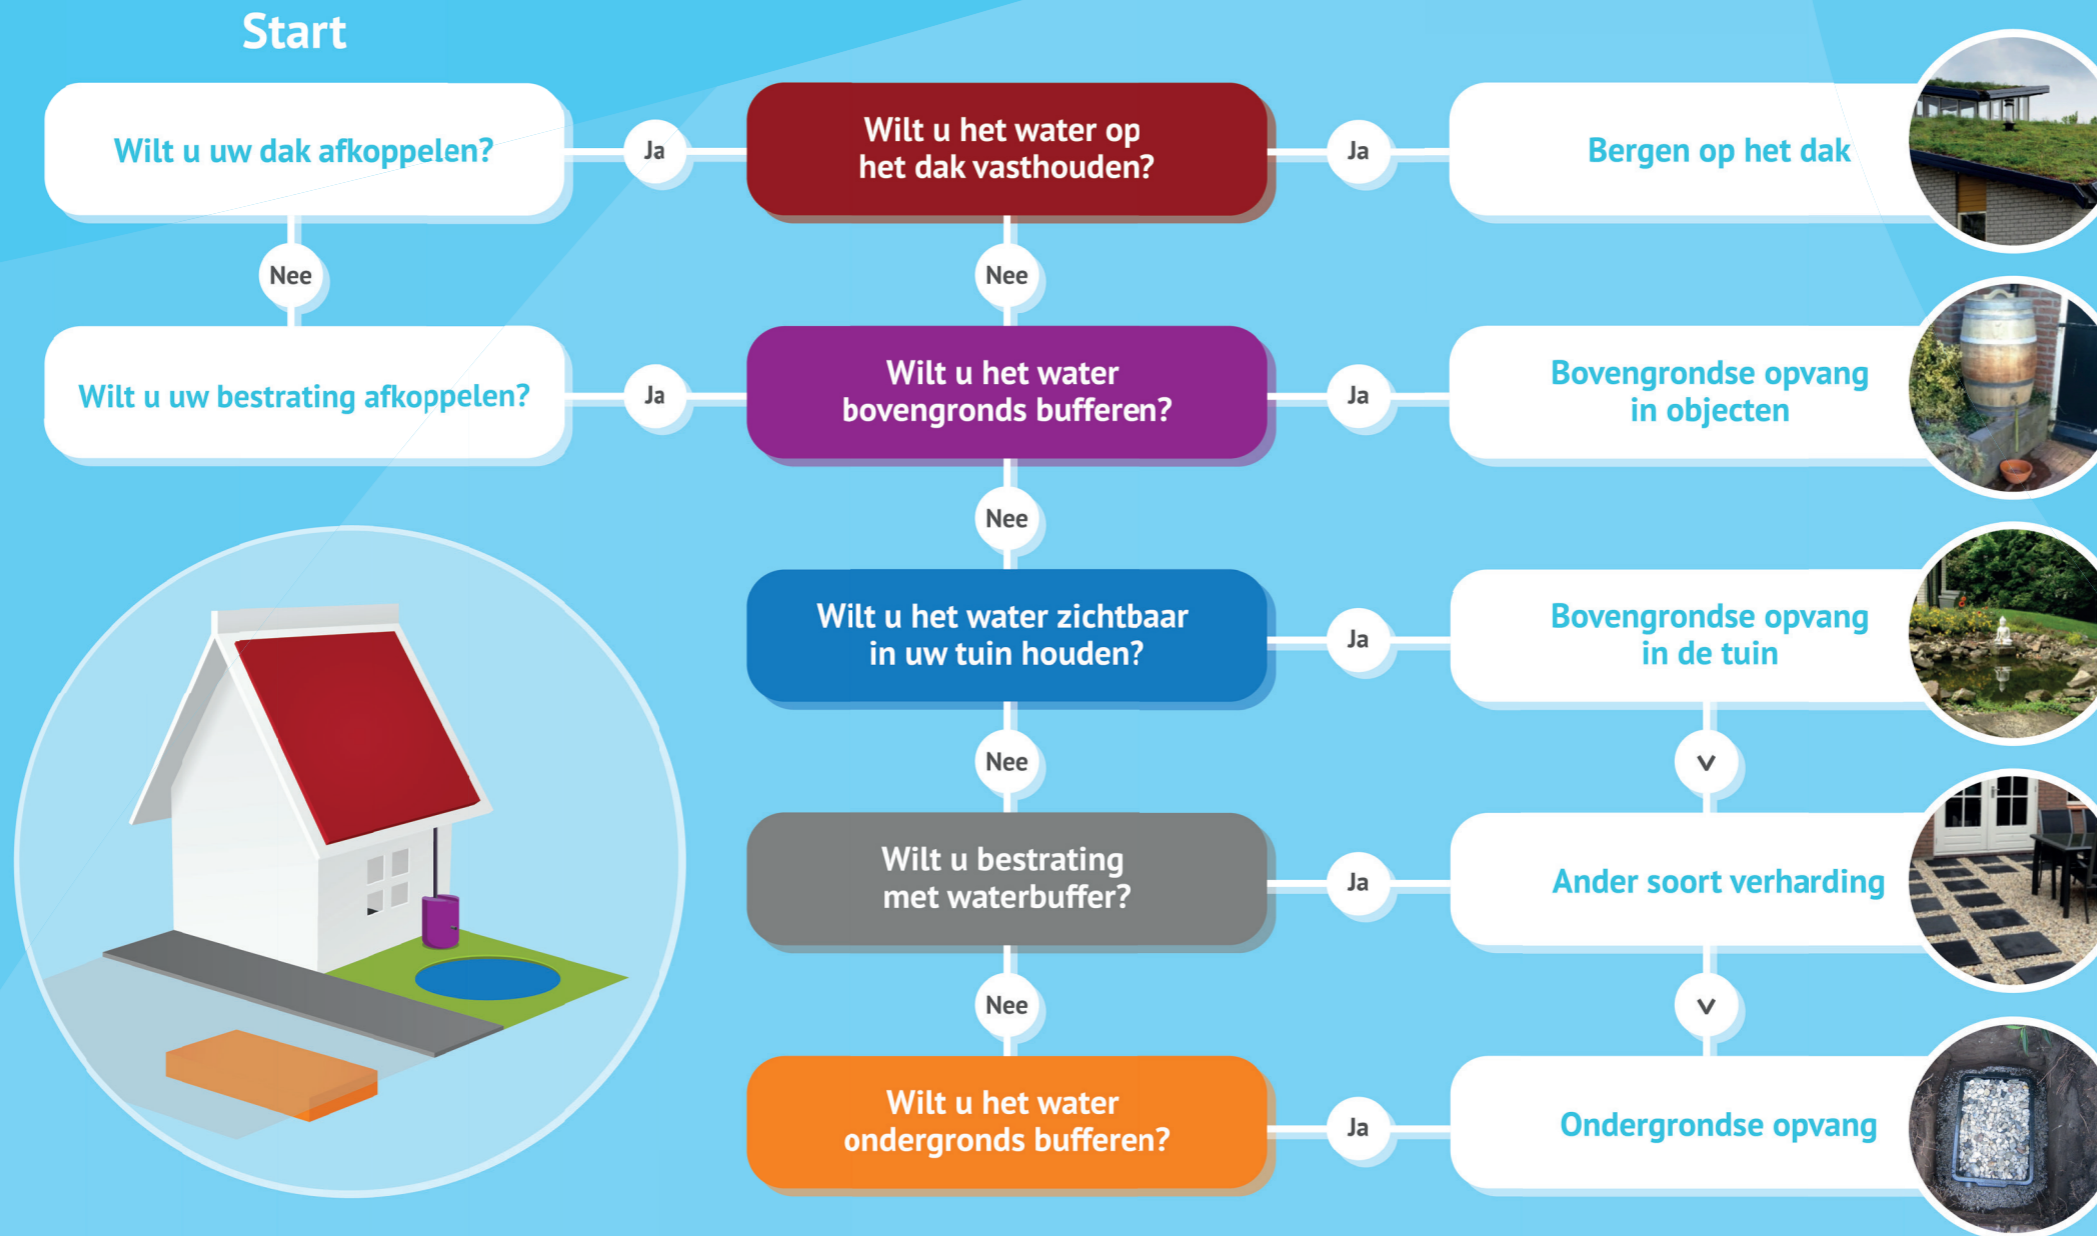 Start
Wilt u uw dak afkoppelen?
Ja
Wilt u het water op
het dak vasthouden?
Ja
Bergen op het dak
Nee
Nee
Wilt u uw bestrating afkoppelen?
Ja
Wilt u het water
bovengronds bufferen?
Ja
Bovengrondse opvang
in objecten
Nee
Wilt u het water zichtbaar
in uw tuin houden?
Ja
Bovengrondse opvang
in de tuin
Nee
v
Wilt u bestrating
met waterbuffer?
Ja
Ander soort verharding
Nee
v
Wilt u het water
ondergronds bufferen?
Ja
Ondergrondse opvang